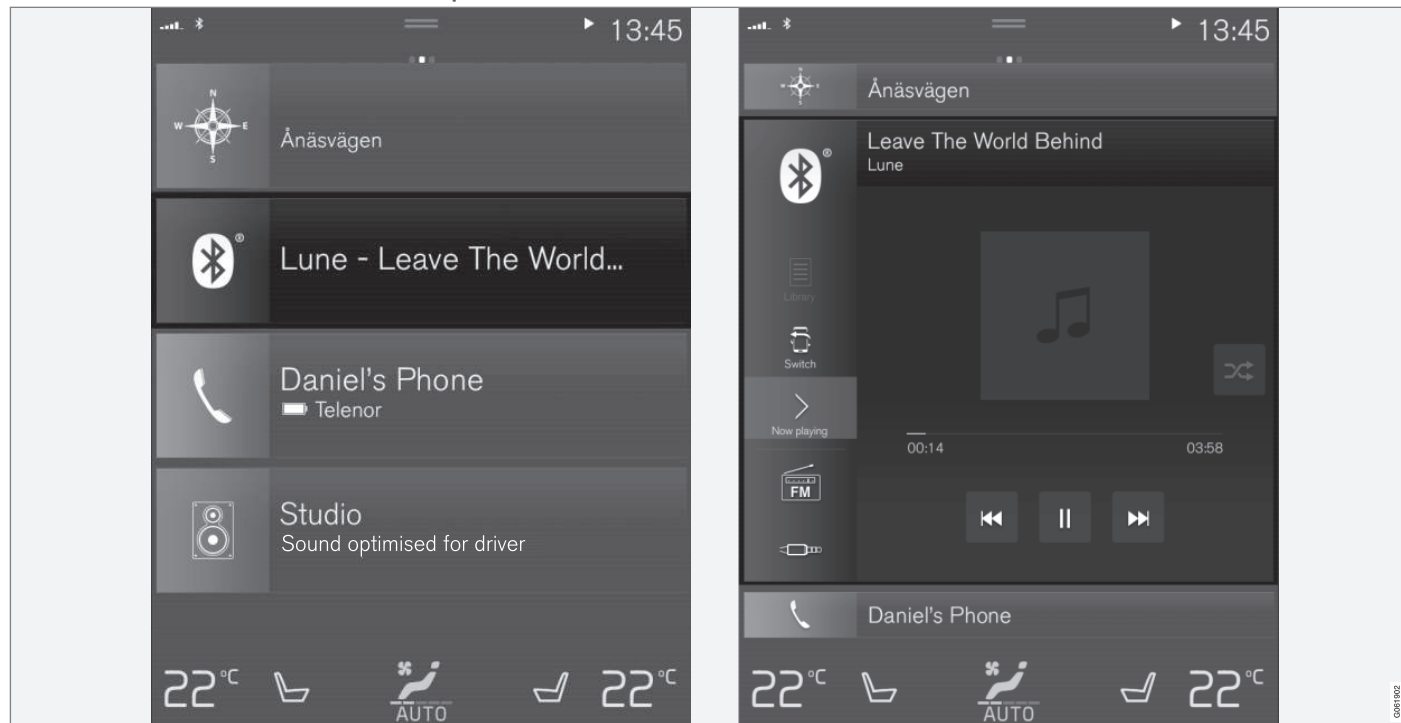 13:45
N
W E
S
Ånäsvägen
®
Lune - Leave The World...
Daniel's Phone
Telenor
Studio
Sound optimised for driver
22°C
AUTO
22°C
13:45
N
W E
S
Ånäsvägen
®
Leave The World Behind
Lune
Library
Switch
Now playing
00:14
03:58
FM
Daniel's Phone
22°C
AUTO
22°C
G061902